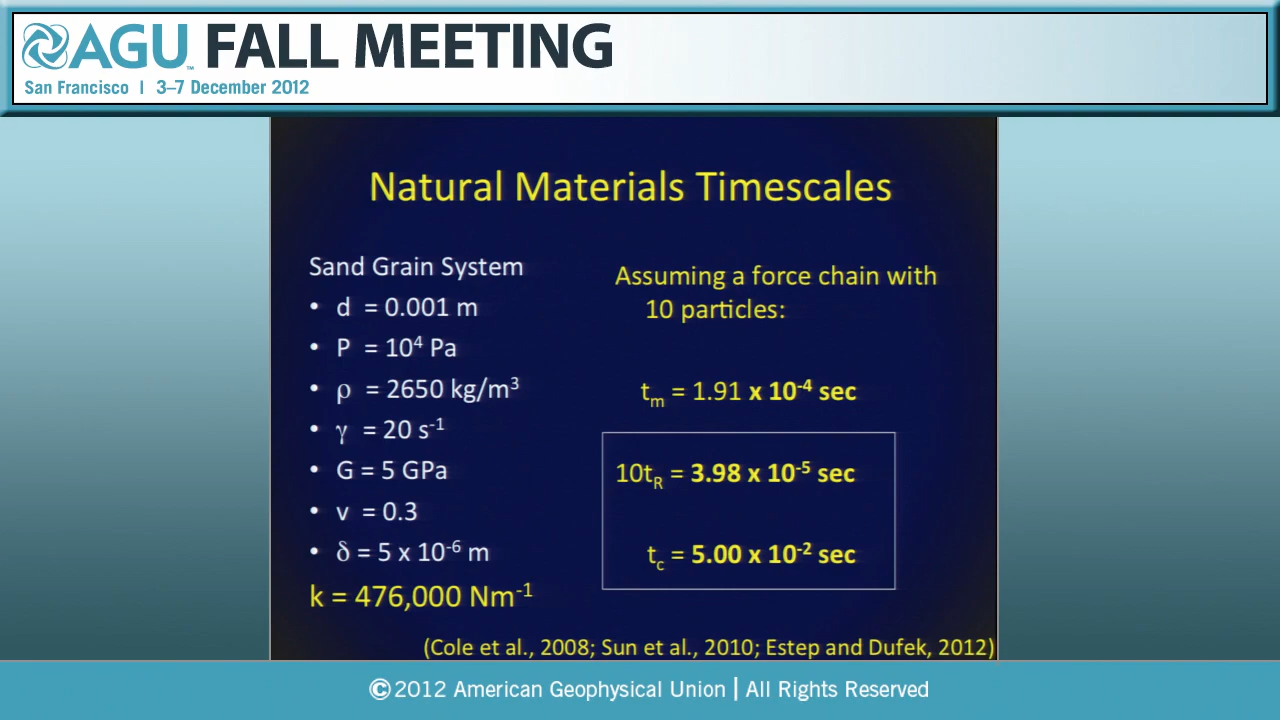 AGU™ FALL MEETING
San Francisco | 3–7 December 2012
Natural Materials Timescales
Sand Grain System
• d = 0.001 m
• P = 10⁴ Pa
• ρ = 2650 kg/m³
• γ = 20 s⁻¹
• G = 5 GPa
• v = 0.3
• δ = 5 x 10⁻⁶ m
k = 476,000 Nm⁻¹
Assuming a force chain with
10 particles:
tₘ = 1.91 x 10⁻⁴ sec
10t_R = 3.98 x 10⁻⁵ sec
t_c = 5.00 x 10⁻² sec
(Cole et al., 2008; Sun et al., 2010; Estep and Dufek, 2012)
©2012 American Geophysical Union | All Rights Reserved